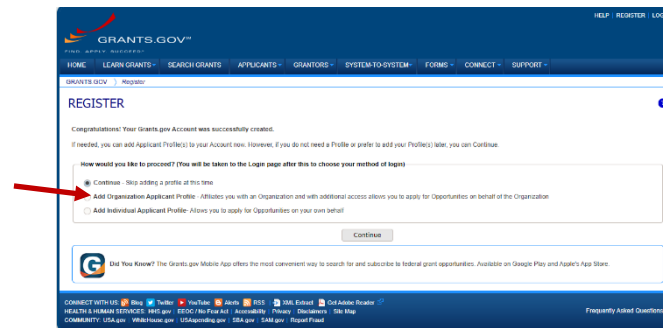 HELP | REGISTER | LOG
GRANTS.GOV™
FIND. APPLY. SUCCEED.
HOME LEARN GRANTS SEARCH GRANTS APPLICANTS GRANTORS SYSTEM-TO-SYSTEM FORMS CONNECT SUPPORT
GRANTS.GOV Register
REGISTER
Congratulations! Your Grants.gov Account was successfully created.
If needed, you can add Applicant Profile(s) to your Account now. However, if you do not need a Profile or prefer to add your Profile(s) later, you can Continue.
How would you like to proceed? (You will be taken to the Login page after this to choose your method of login)
Continue - Skip adding a profile at this time
Add Organization Applicant Profile - Affiliates you with an Organization and with additional access allows you to apply for Opportunities on behalf of the Organization
Add Individual Applicant Profile- Allows you to apply for Opportunities on your own behalf
Continue
Did You Know? The Grants.gov Mobile App offers the most convenient way to search for and subscribe to federal grant opportunities. Available on Google Play and Apple's App Store.
CONNECT WITH US: Blog Twitter YouTube Alerts RSS XML Extract Get Adobe Reader
HEALTH & HUMAN SERVICES: HHS.gov EEOC / No Fear Act Accessibility Privacy Disclaimers Site Map
Frequently Asked Questions
COMMUNITY: USA.gov WhiteHouse.gov USAspending.gov SBA.gov SAM.gov Report Fraud